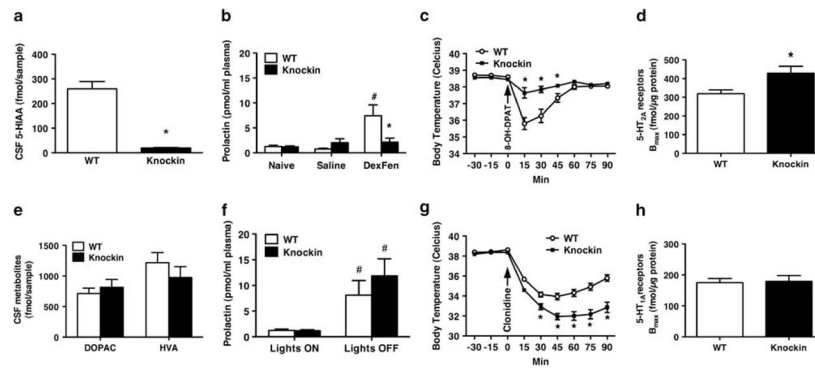 a
CSF 5-HIAA (fmol/sample)
400
300
200
100
0
*
WT
Knockin
b
Prolactin (pmol/ml plasma)
20
15
10
5
0
WT
Knockin
#
*
Naive
Saline
DexFen
c
Body Temperature (Celcius)
40
39
38
37
36
35
34
WT
Knockin
* * *
8-OH-DPAT
-30 -15 0 15 30 45 60 75 90
Min
d
5-HT2A receptors
Bmax (fmol/µg protein)
500
400
300
200
100
0
*
WT
Knockin
e
CSF metabolites
(fmol/sample)
1500
1000
500
0
WT
Knockin
DOPAC
HVA
f
Prolactin (pmol/ml plasma)
20
15
10
5
0
WT
Knockin
# #
Lights ON
Lights OFF
g
Body Temperature (Celcius)
40
38
36
34
32
30
WT
Knockin
Clonidine
* * * * *
-30 -15 0 15 30 45 60 75 90
Min
h
5-HT1A receptors
Bmax (fmol/µg protein)
400
300
200
100
0
WT
Knockin